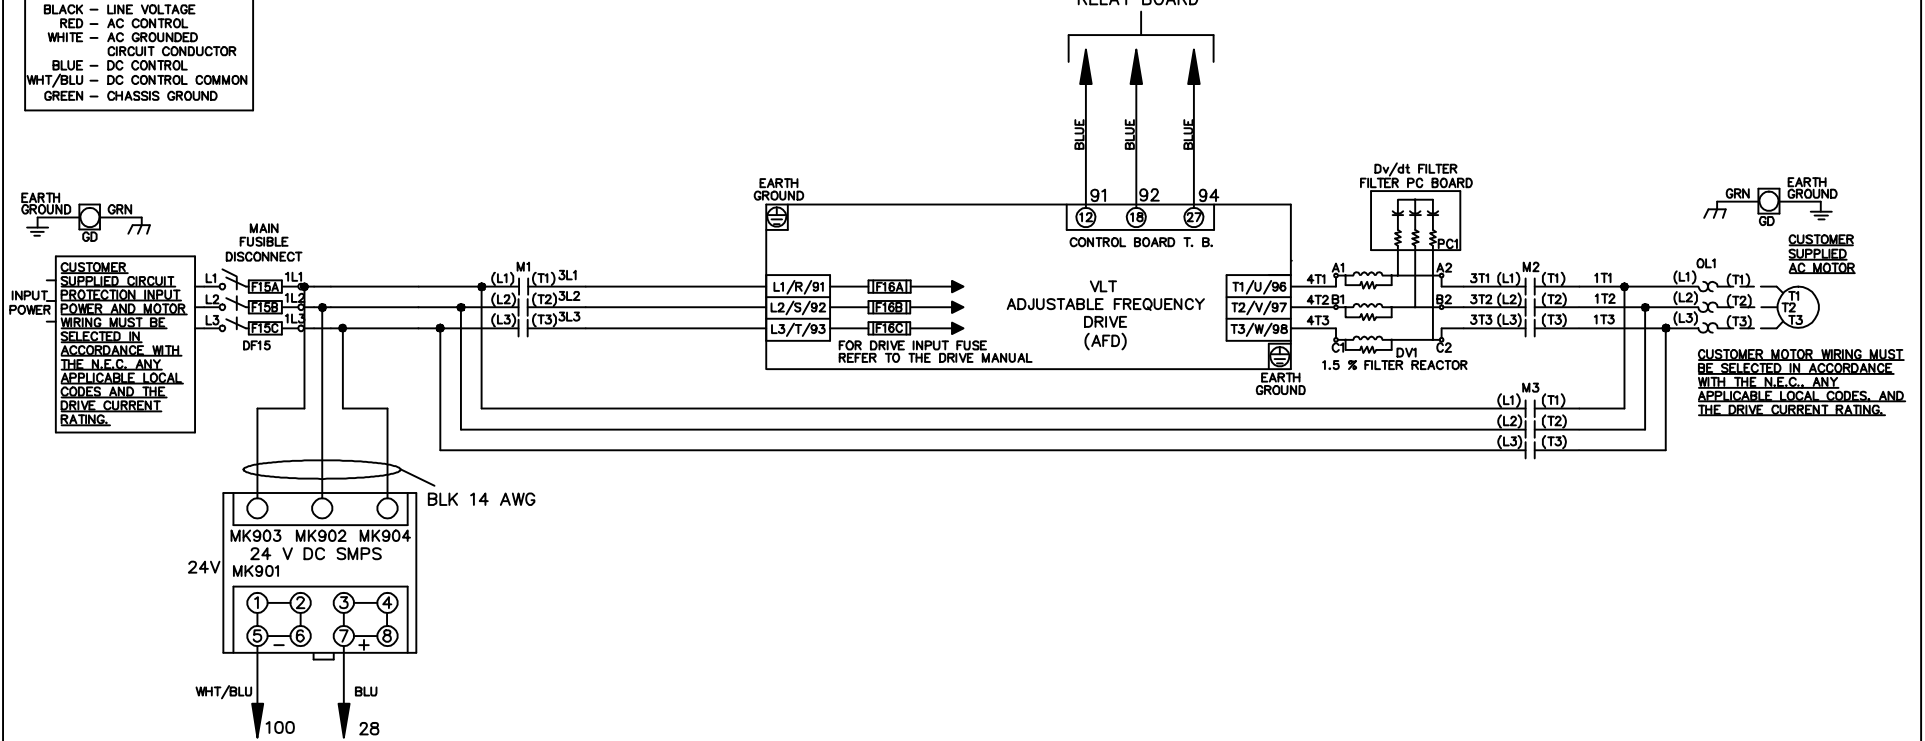 BLACK – LINE VOLTAGE
RED – AC CONTROL
WHITE – AC GROUNDED
CIRCUIT CONDUCTOR
BLUE – DC CONTROL
WHT/BLU – DC CONTROL COMMON
GREEN – CHASSIS GROUND
RELAY BOARD
BLUE
BLUE
BLUE
91
92
94
12
18
27
CONTROL BOARD T. B.
EARTH
GROUND
GRN
GD
MAIN
FUSIBLE
DISCONNECT
INPUT
POWER
CUSTOMER
SUPPLIED CIRCUIT
PROTECTION INPUT
POWER AND MOTOR
WIRING MUST BE
SELECTED IN
ACCORDANCE WITH
THE N.E.C. ANY
APPLICABLE LOCAL
CODES AND THE
DRIVE CURRENT
RATING.
L1 F15A 1L1
L2 F15B 1L2
L3 F15C 1L3
DF15
M1
(L1) (T1) 3L1
(L2) (T2) 3L2
(L3) (T3) 3L3
EARTH
GROUND
L1/R/91 F16A
L2/S/92 F16B
L3/T/93 F16C
FOR DRIVE INPUT FUSE
REFER TO THE DRIVE MANUAL
VLT
ADJUSTABLE FREQUENCY
DRIVE
(AFD)
T1/U/96
T2/V/97
T3/W/98
EARTH
GROUND
Dv/dt FILTER
FILTER PC BOARD
PC1
4T1 A1 A2
4T2 B1 B2
4T3 C1 C2
DV1
1.5 % FILTER REACTOR
M2
3T1 (L1) (T1) 1T1
3T2 (L2) (T2) 1T2
3T3 (L3) (T3) 1T3
M3
(L1) (T1)
(L2) (T2)
(L3) (T3)
OL1
(L1) (T1)
(L2) (T2)
(L3) (T3)
T1
T2
T3
GRN
GD
EARTH
GROUND
CUSTOMER
SUPPLIED
AC MOTOR
CUSTOMER MOTOR WIRING MUST
BE SELECTED IN ACCORDANCE
WITH THE N.E.C., ANY
APPLICABLE LOCAL CODES, AND
THE DRIVE CURRENT RATING.
BLK 14 AWG
MK903 MK902 MK904
24 V DC SMPS
24V
MK901
1 2 3 4
5 – 6 7 + 8
WHT/BLU
BLU
100
28